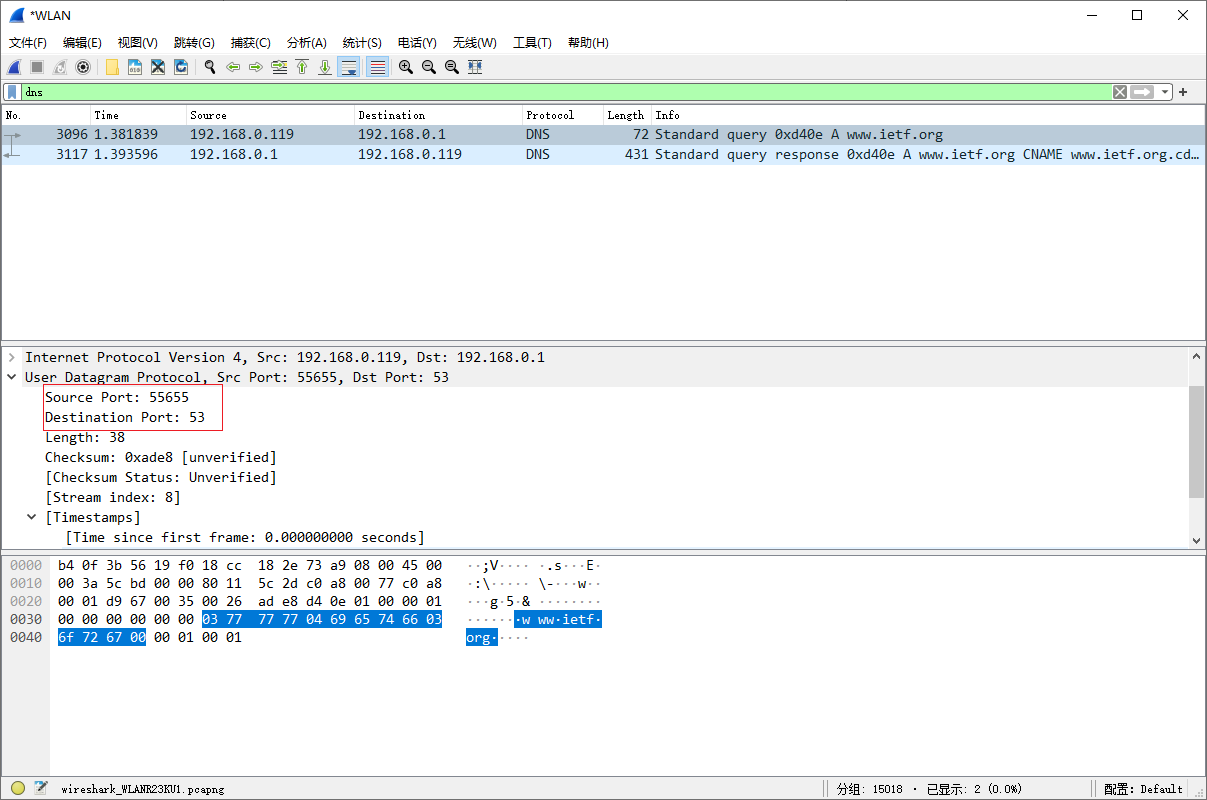 *WLAN
文件(F) 编辑(E) 视图(V) 跳转(G) 捕获(C) 分析(A) 统计(S) 电话(Y) 无线(W) 工具(T) 帮助(H)
dns
No. Time Source Destination Protocol Length Info
3096 1.381839 192.168.0.119 192.168.0.1 DNS 72 Standard query 0xd40e A www.ietf.org
3117 1.393596 192.168.0.1 192.168.0.119 DNS 431 Standard query response 0xd40e A www.ietf.org CNAME www.ietf.org.cd…
Internet Protocol Version 4, Src: 192.168.0.119, Dst: 192.168.0.1
User Datagram Protocol, Src Port: 55655, Dst Port: 53
Source Port: 55655
Destination Port: 53
Length: 38
Checksum: 0xade8 [unverified]
[Checksum Status: Unverified]
[Stream index: 8]
[Timestamps]
[Time since first frame: 0.000000000 seconds]
0000 b4 0f 3b 56 19 f0 18 cc 18 2e 73 a9 08 00 45 00 ··;V···· ·.s···E·
0010 00 3a 5c bd 00 00 80 11 5c 2d c0 a8 00 77 c0 a8 ·:\····· \-···w··
0020 00 01 d9 67 00 35 00 26 ad e8 d4 0e 01 00 00 01 ···g·5·& ········
0030 00 00 00 00 00 00 03 77 77 77 04 69 65 74 66 03 ·······w ww·ietf·
0040 6f 72 67 00 00 01 00 01 org·····
wireshark_WLANR23KU1.pcapng 分组: 15018 · 已显示: 2 (0.0%) 配置: Default